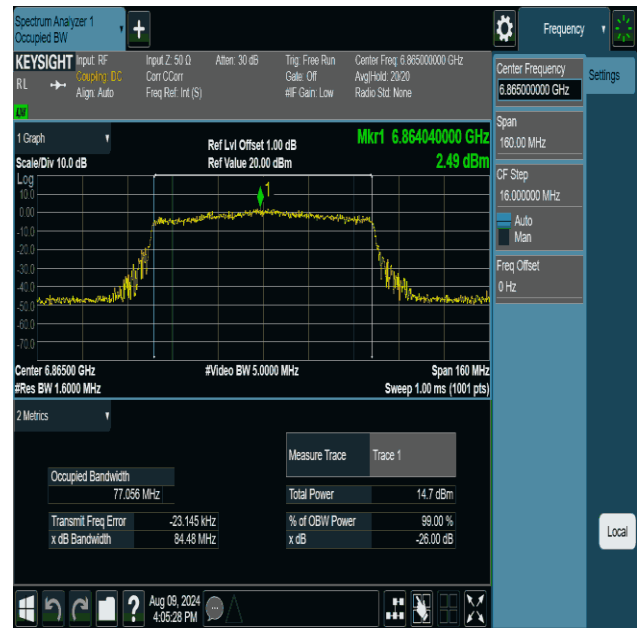 Spectrum Analyzer 1
Occupied BW
+
Frequency
KEYSIGHT
RL
Input: RF
Coupling: DC
Align: Auto
Input Z: 50 Ω
Corr CCorr
Freq Ref: Int (S)
Atten: 30 dB
Trig: Free Run
Gate: Off
#IF Gain: Low
Center Freq: 6.865000000 GHz
Avg|Hold: 20/20
Radio Std: None
Center Frequency
6.865000000 GHz
Settings
Span
160.00 MHz
CF Step
16.000000 MHz
Auto
Man
Freq Offset
0 Hz
Local
1 Graph
Scale/Div 10.0 dB
Ref Lvl Offset 1.00 dB
Ref Value 20.00 dBm
Mkr1 6.864040000 GHz
2.49 dBm
Log
10.0
0.00
-10.0
-20.0
-30.0
-40.0
-50.0
-60.0
-70.0
1
Center 6.86500 GHz
#Res BW 1.6000 MHz
#Video BW 5.0000 MHz
Span 160 MHz
Sweep 1.00 ms (1001 pts)
2 Metrics
Measure Trace
Trace 1
Occupied Bandwidth
77.056 MHz
Total Power
14.7 dBm
Transmit Freq Error
-23.145 kHz
% of OBW Power
99.00 %
x dB Bandwidth
84.48 MHz
x dB
-26.00 dB
?
Aug 09, 2024
4:05:28 PM